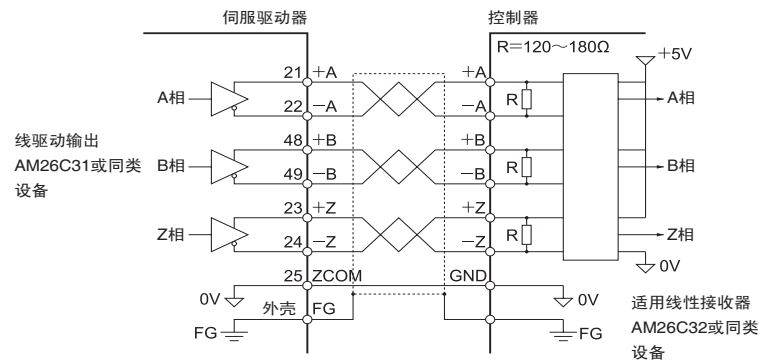 伺服驱动器
控制器
R=120~180Ω
+5V
21 +A
+A
A相
R
A相
22 −A
−A
线驱动输出
AM26C31或同类
设备
48 +B
+B
B相
R
B相
49 −B
−B
23 +Z
+Z
Z相
R
Z相
24 −Z
−Z
0V
25 ZCOM
GND
0V
0V
外壳 FG
FG
FG
适用线性接收器
AM26C32或同类
设备